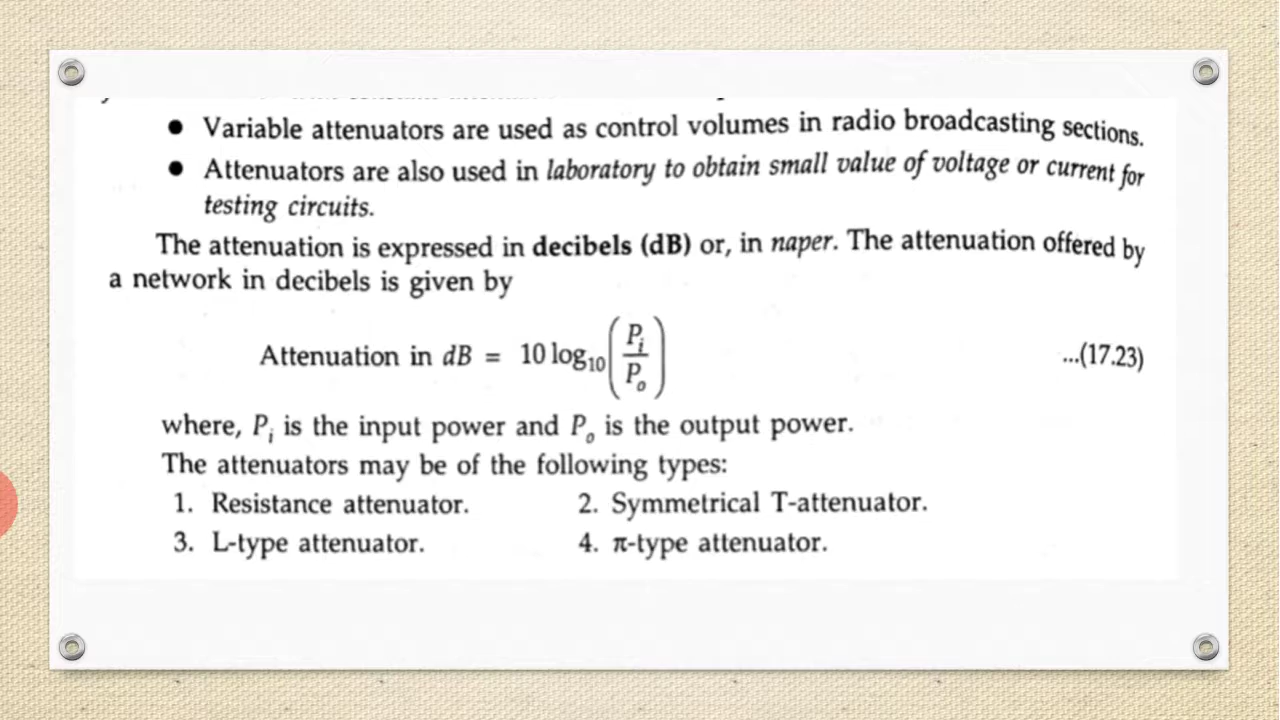 ● Variable attenuators are used as control volumes in radio broadcasting sections.
● Attenuators are also used in laboratory to obtain small value of voltage or current for
testing circuits.
The attenuation is expressed in decibels (dB) or, in naper. The attenuation offered by
a network in decibels is given by
Attenuation in dB = 10 log₁₀ (Pᵢ/Pₒ) ...(17.23)
where, Pᵢ is the input power and Pₒ is the output power.
The attenuators may be of the following types:
1. Resistance attenuator. 2. Symmetrical T-attenuator.
3. L-type attenuator. 4. π-type attenuator.